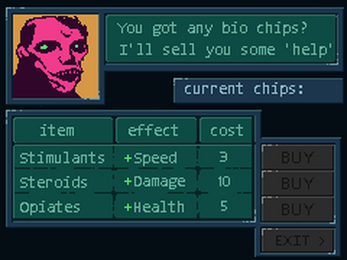 You got any bio chips?
I'll sell you some 'help'
current chips:
item effect cost
Stimulants +Speed 3 BUY
Steroids +Damage 10 BUY
Opiates +Health 5 BUY
EXIT >